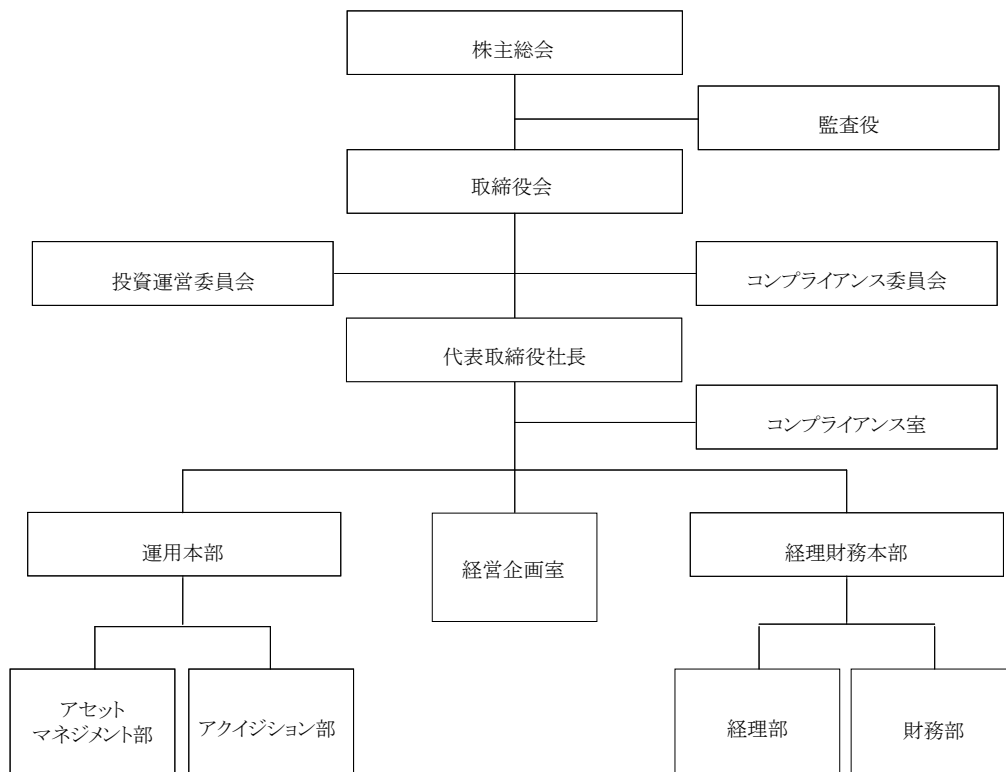 株主総会
監査役
取締役会
投資運営委員会
コンプライアンス委員会
代表取締役社長
コンプライアンス室
運用本部
経営企画室
経理財務本部
アセット
マネジメント部
アクイジション部
経理部
財務部